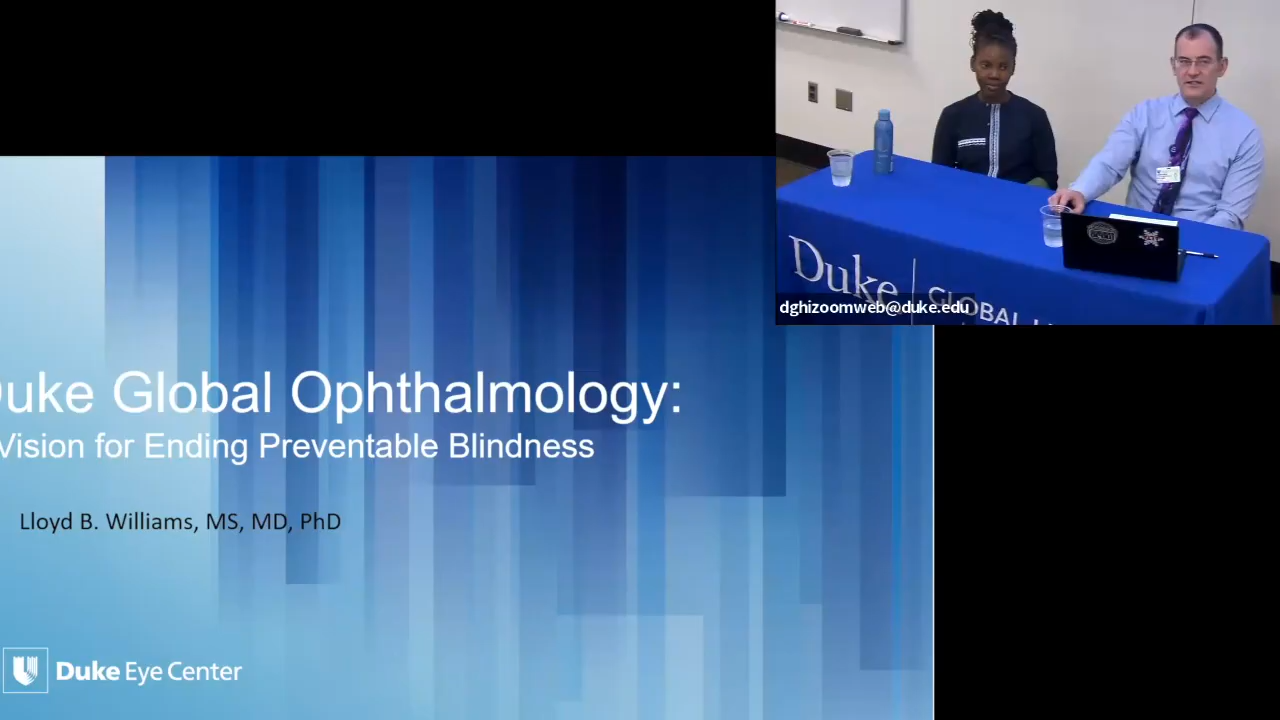 Duke
GLOBAL
dghizoomweb@duke.edu
uke Global Ophthalmology:
Vision for Ending Preventable Blindness
Lloyd B. Williams, MS, MD, PhD
Duke Eye Center